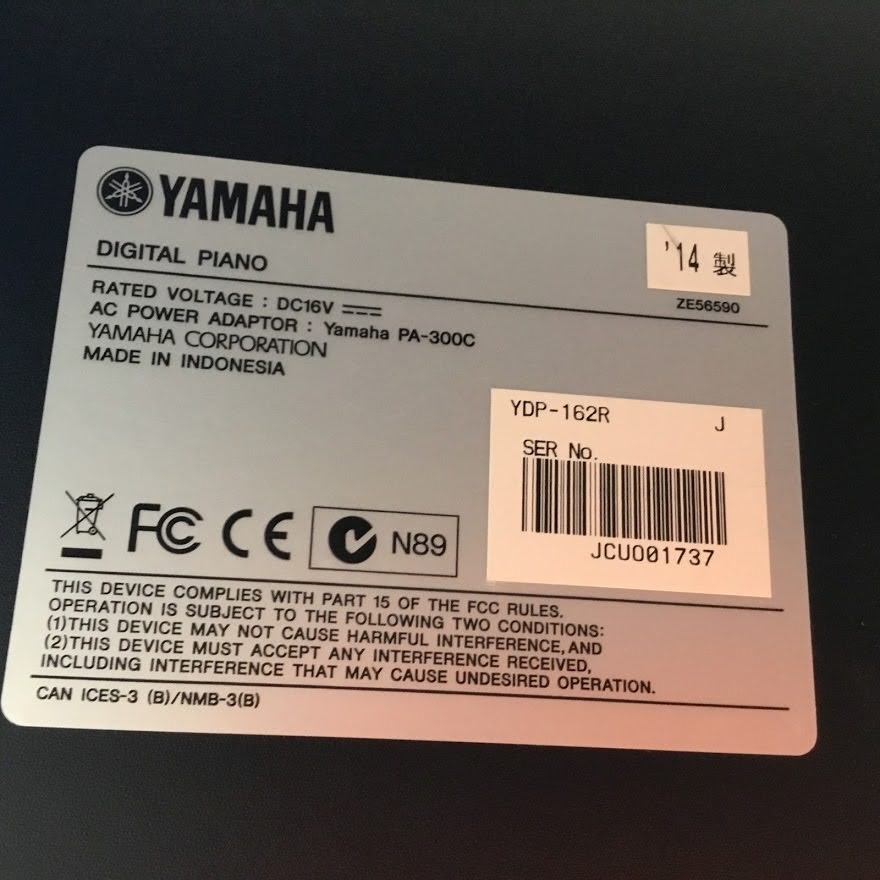 YAMAHA
DIGITAL PIANO
'14 製
ZE56590
RATED VOLTAGE : DC16V
AC POWER ADAPTOR : Yamaha PA-300C
YAMAHA CORPORATION
MADE IN INDONESIA
YDP-162R J
SER No.
JCUO01737
FC CE N89
THIS DEVICE COMPLIES WITH PART 15 OF THE FCC RULES.
OPERATION IS SUBJECT TO THE FOLLOWING TWO CONDITIONS:
(1)THIS DEVICE MAY NOT CAUSE HARMFUL INTERFERENCE, AND
(2)THIS DEVICE MUST ACCEPT ANY INTERFERENCE RECEIVED,
INCLUDING INTERFERENCE THAT MAY CAUSE UNDESIRED OPERATION.
CAN ICES-3 (B)/NMB-3(B)